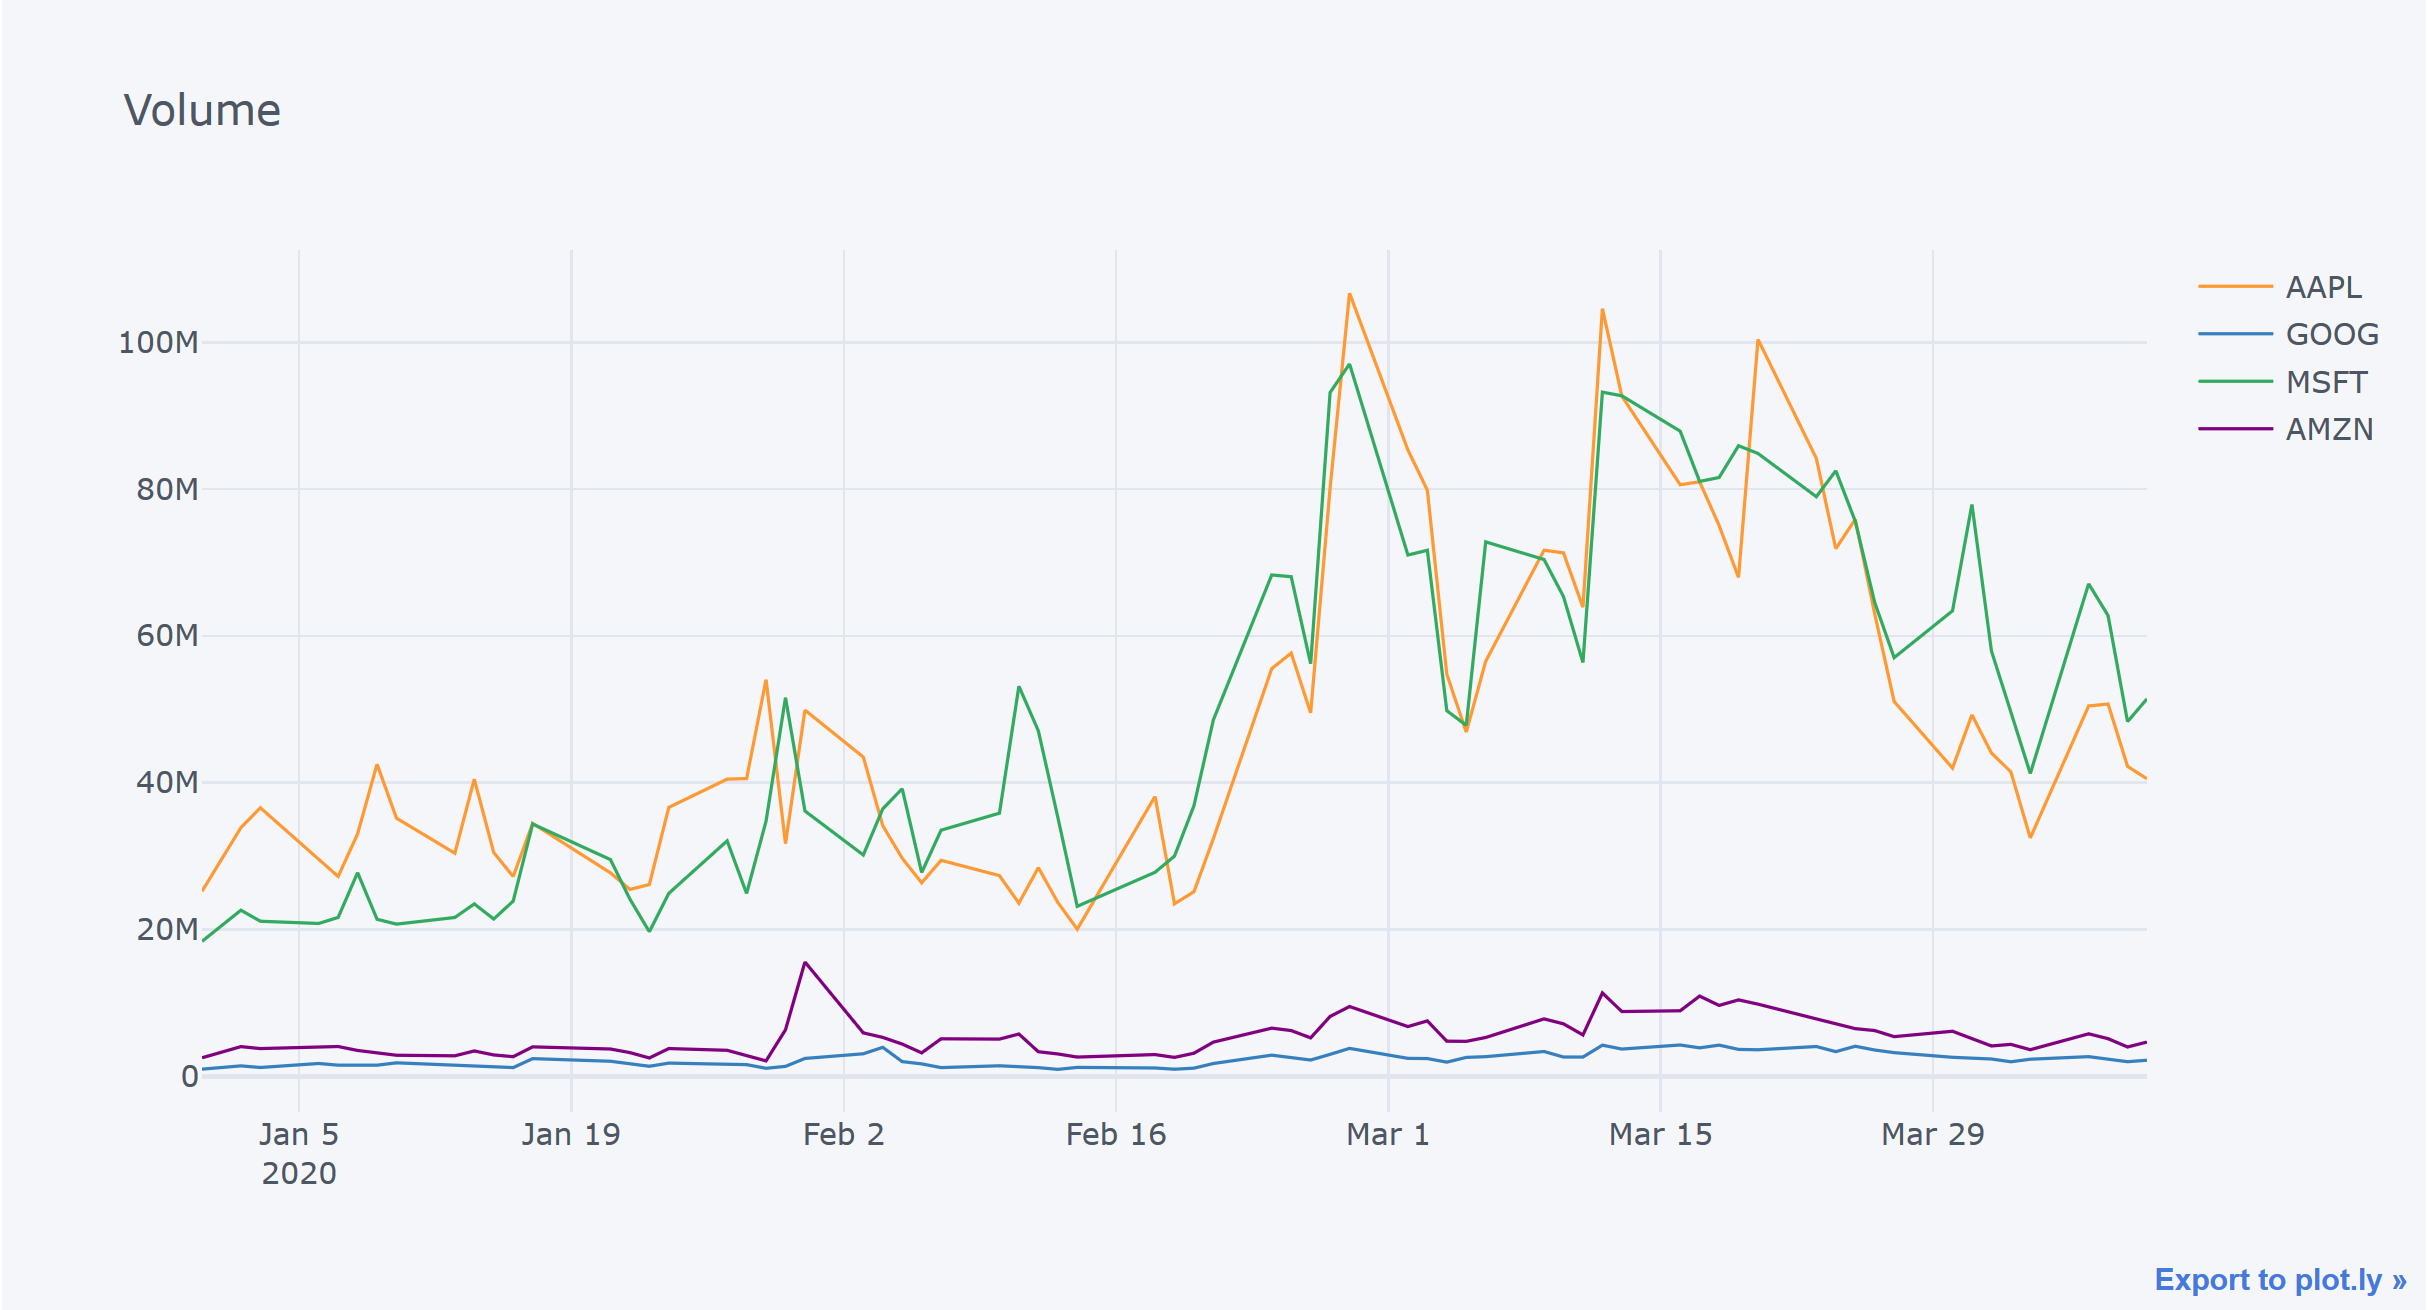 Volume
100M
80M
60M
40M
20M
0
Jan 5
2020
Jan 19
Feb 2
Feb 16
Mar 1
Mar 15
Mar 29
AAPL
GOOG
MSFT
AMZN
Export to plot.ly »